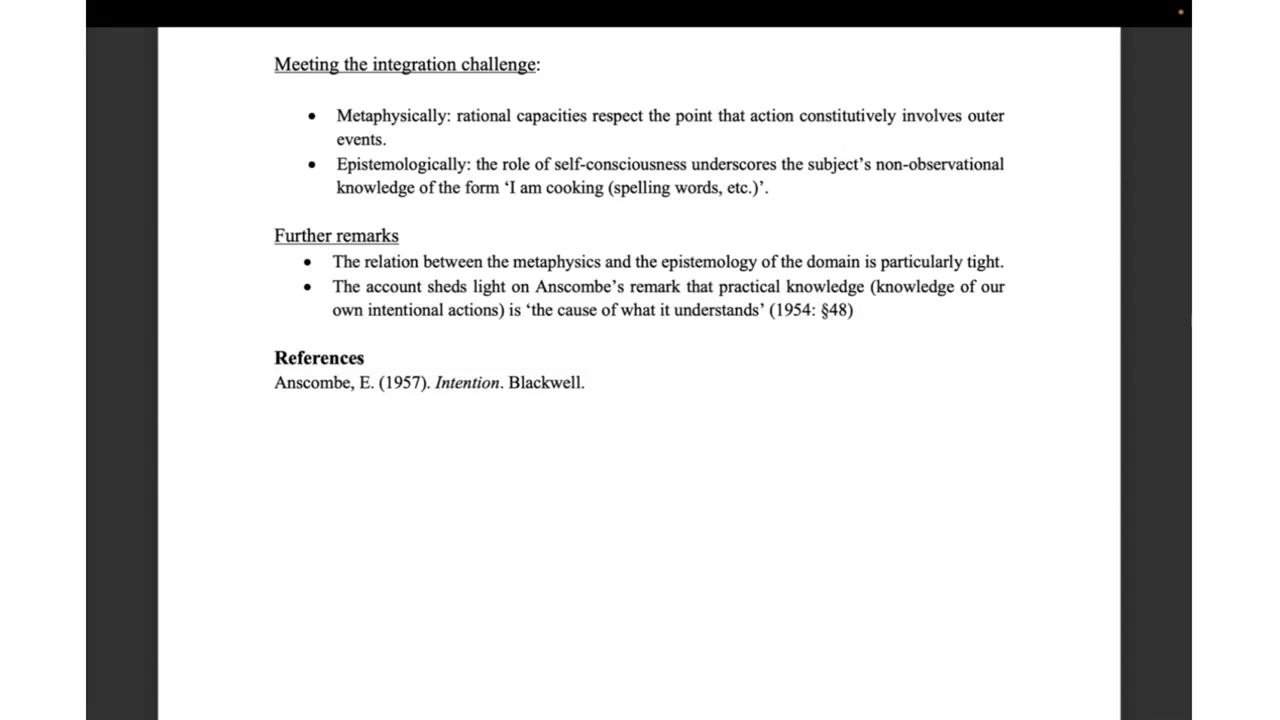 Meeting the integration challenge:
• Metaphysically: rational capacities respect the point that action constitutively involves outer
events.
• Epistemologically: the role of self-consciousness underscores the subject’s non-observational
knowledge of the form ‘I am cooking (spelling words, etc.)’.
Further remarks
• The relation between the metaphysics and the epistemology of the domain is particularly tight.
• The account sheds light on Anscombe’s remark that practical knowledge (knowledge of our
own intentional actions) is ‘the cause of what it understands’ (1954: §48)
References
Anscombe, E. (1957). Intention. Blackwell.